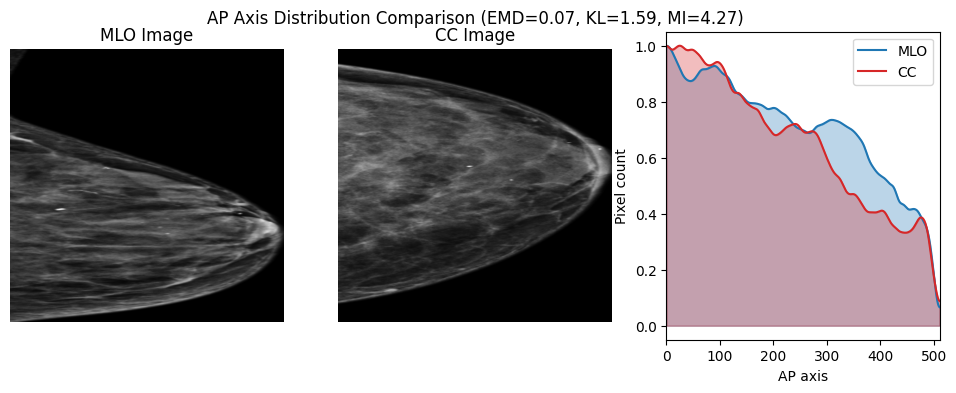 AP Axis Distribution Comparison (EMD=0.07, KL=1.59, MI=4.27)
MLO Image
CC Image
MLO
CC
Pixel count
1.0
0.8
0.6
0.4
0.2
0.0
0 100 200 300 400 500
AP axis